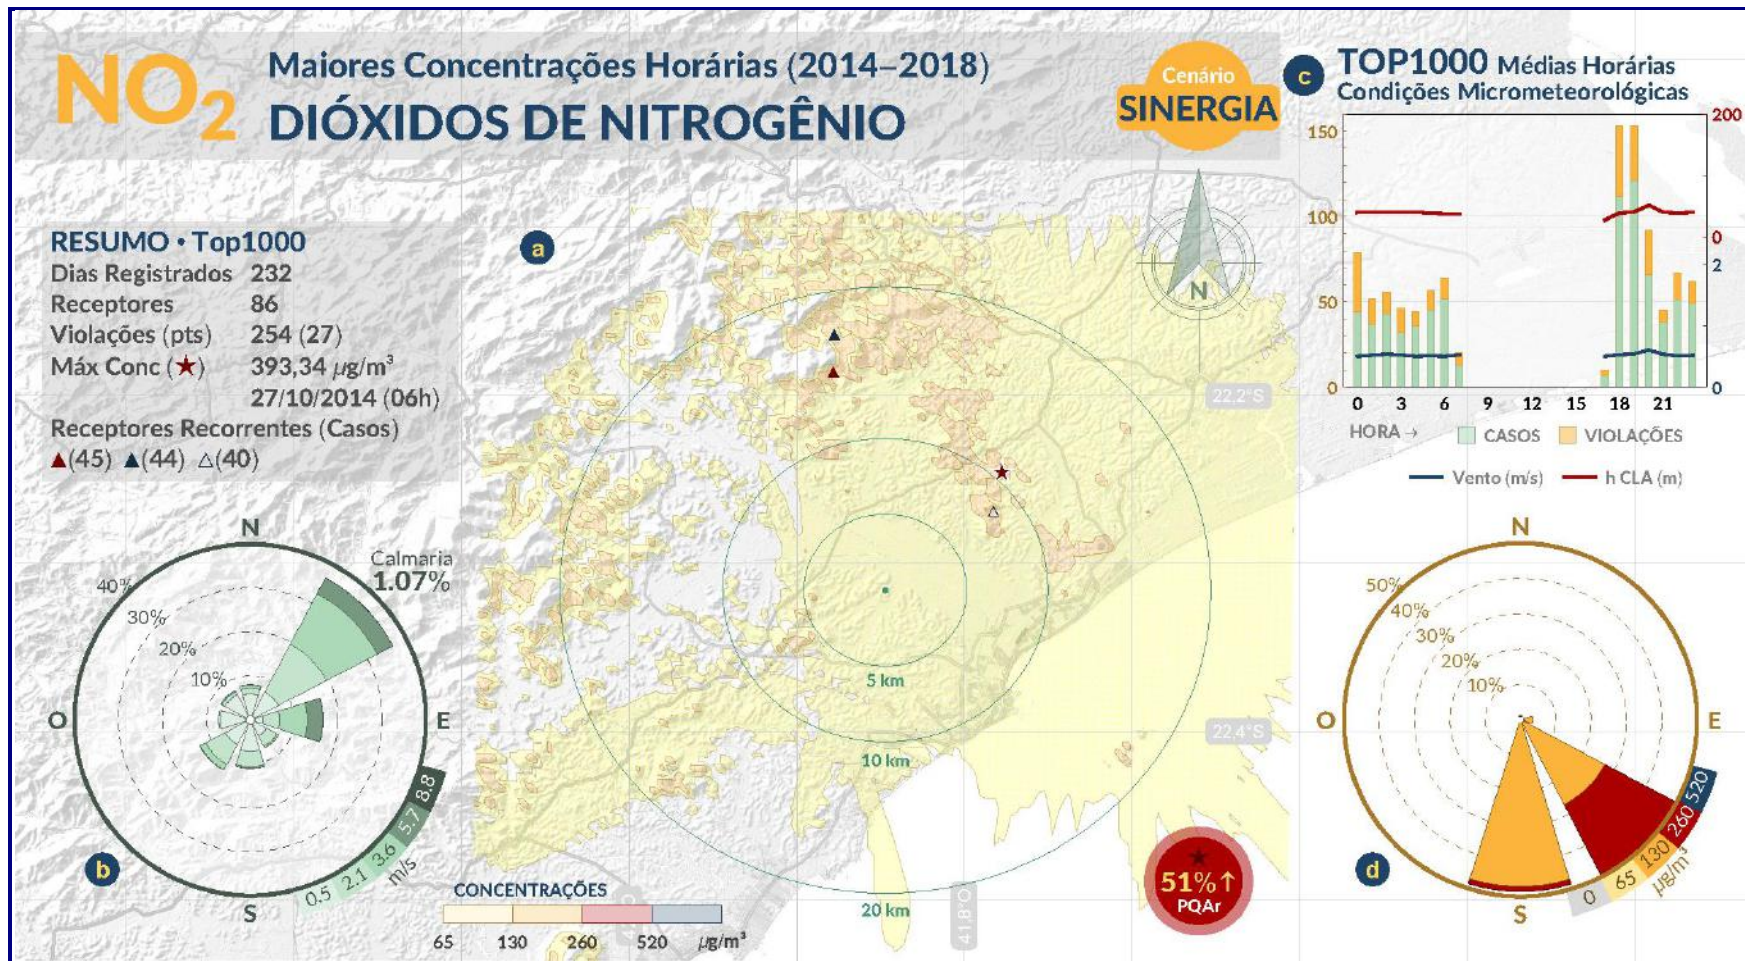 NO₂
Maiores Concentrações Horárias (2014–2018)
DIÓXIDOS DE NITROGÊNIO
Cenário
SINERGIA
RESUMO • Top1000
Dias Registrados 232
Receptores 86
Violações (pts) 254 (27)
Máx Conc (★) 393,34 µg/m³
27/10/2014 (06h)
Receptores Recorrentes (Casos)
▲(45) ▲(44) △(40)
a
N
22.2°S
22.4°S
41.8°O
5 km
10 km
20 km
CONCENTRAÇÕES
65 130 260 520 µg/m³
★
51%↑
PQAr
b
N
E
S
O
Calmaria
1.07%
40%
30%
20%
10%
0.5 2.1 3.6 5.7 8.8
m/s
c
TOP1000 Médias Horárias
Condições Micrometeorológicas
150
100
50
0
200
0
2
0
0 3 6 9 12 15 18 21
HORA →
CASOS VIOLAÇÕES
Vento (m/s) h CLA (m)
d
N
E
S
O
50%
40%
30%
20%
10%
0 65 130 260 520
µg/m³